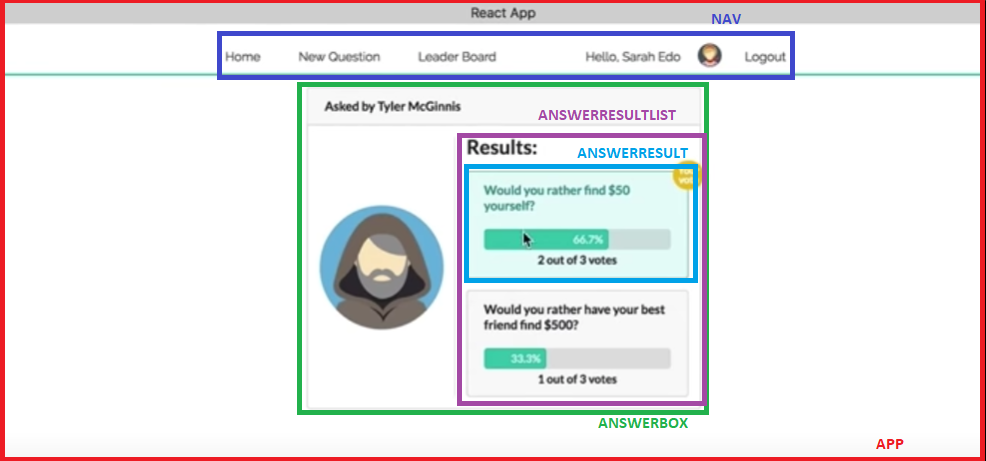 React App
NAV
Home New Question Leader Board Hello, Sarah Edo Logout
Asked by Tyler McGinnis
ANSWERRESULTLIST
Results:
ANSWERRESULT
Would you rather find $50
yourself?
66.7%
2 out of 3 votes
Would you rather have your best
friend find $500?
33.3%
1 out of 3 votes
ANSWERBOX
APP